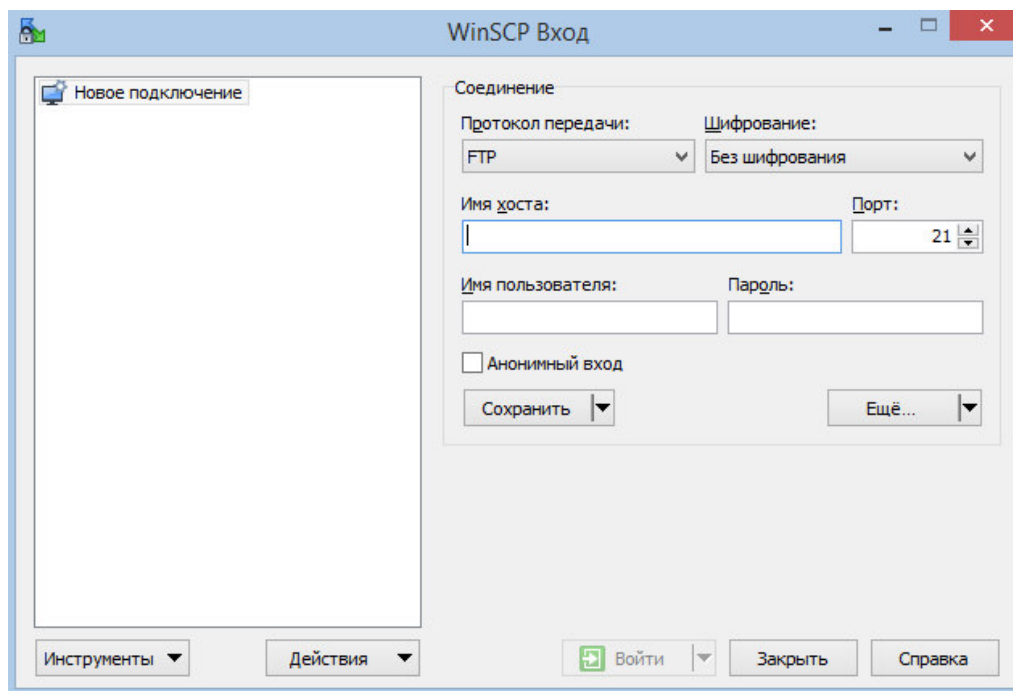 WinSCP Вход
Новое подключение
Соединение
Протокол передачи: Шифрование:
FTP Без шифрования
Имя хоста: Порт:
21
Имя пользователя: Пароль:
Анонимный вход
Сохранить Ещё...
Инструменты Действия Войти Закрыть Справка